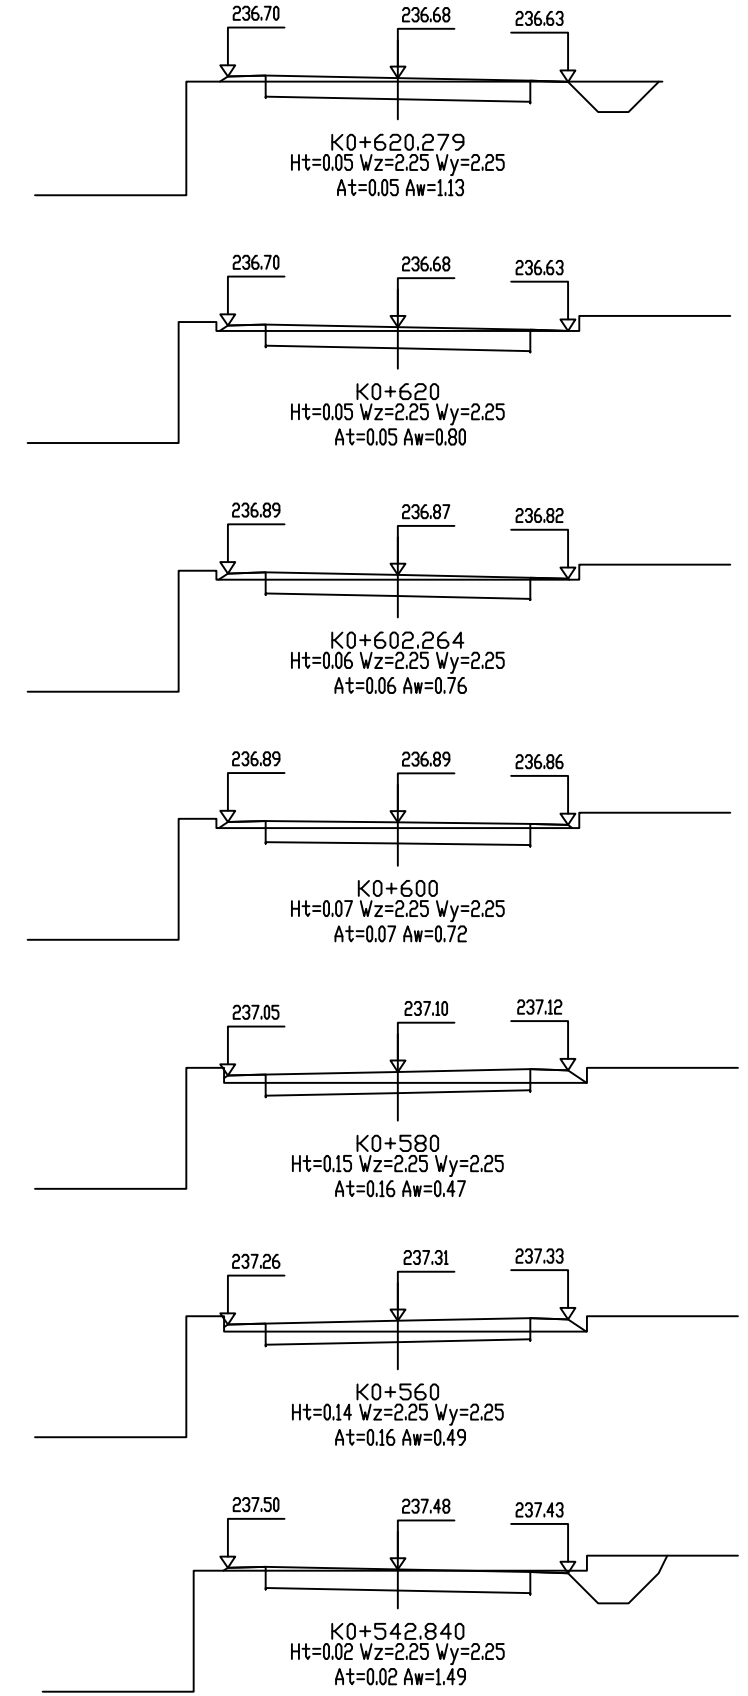 236.70 236.68 236.63
K0+620.279
Ht=0.05 Wz=2.25 Wy=2.25
At=0.05 Aw=1.13
236.70 236.68 236.63
K0+620
Ht=0.05 Wz=2.25 Wy=2.25
At=0.05 Aw=0.80
236.89 236.87 236.82
K0+602.264
Ht=0.06 Wz=2.25 Wy=2.25
At=0.06 Aw=0.76
236.89 236.89 236.86
K0+600
Ht=0.07 Wz=2.25 Wy=2.25
At=0.07 Aw=0.72
237.05 237.10 237.12
K0+580
Ht=0.15 Wz=2.25 Wy=2.25
At=0.16 Aw=0.47
237.26 237.31 237.33
K0+560
Ht=0.14 Wz=2.25 Wy=2.25
At=0.16 Aw=0.49
237.50 237.48 237.43
K0+542.840
Ht=0.02 Wz=2.25 Wy=2.25
At=0.02 Aw=1.49